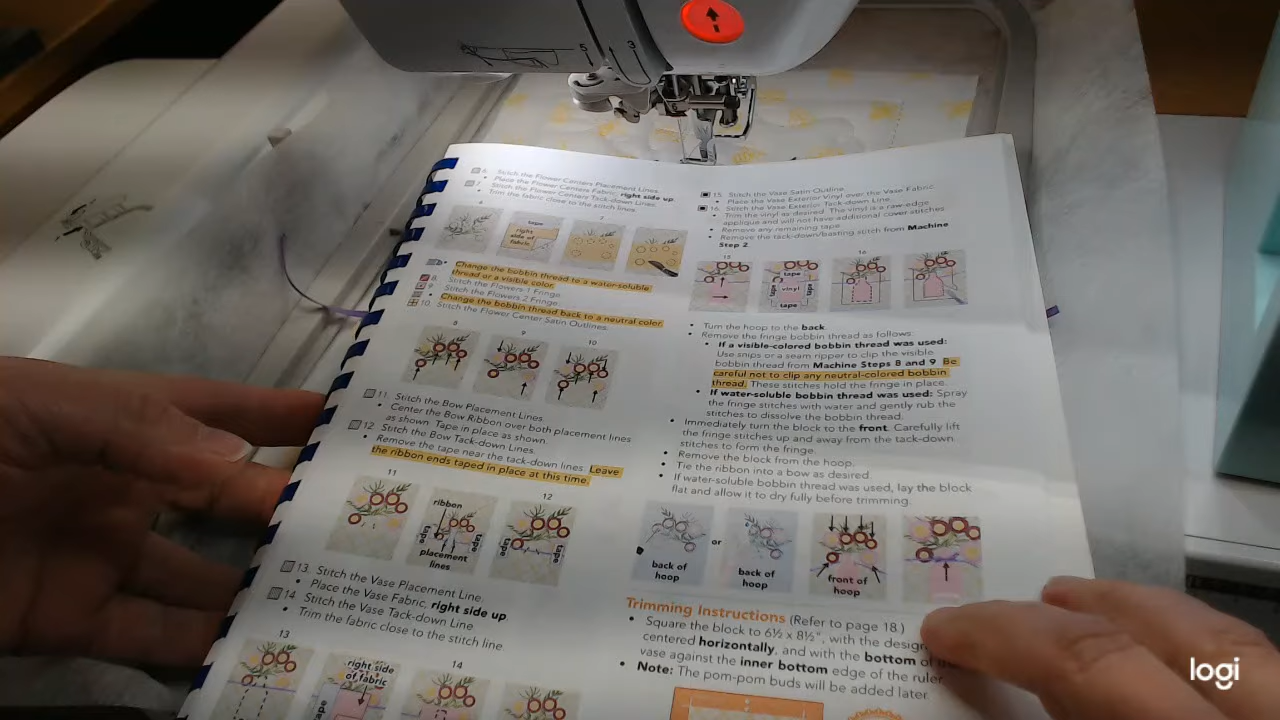 5
3
6. Stitch the Flower Centers Placement Lines.
• Place the Flower Centers Fabric, right side up.
7. Stitch the Flower Centers Tack-down Lines.
• Trim the fabric close to the stitch lines.
6
tape
right
side of
fabric
7
• Change the bobbin thread to a water-soluble
thread or a visible color.
8. Stitch the Flowers 1 Fringe.
9. Stitch the Flowers 2 Fringe.
• Change the bobbin thread back to a neutral color.
10. Stitch the Flower Center Satin Outlines.
8
9
10
11. Stitch the Bow Placement Lines.
• Center the Bow Ribbon over both placement lines
as shown. Tape in place as shown.
12. Stitch the Bow Tack-down Lines.
• Remove the tape near the tack-down lines. Leave
the ribbon ends taped in place at this time.
11
ribbon
tape
tape
placement
lines
12
tape
tape
13. Stitch the Vase Placement Line.
• Place the Vase Fabric, right side up.
14. Stitch the Vase Tack-down Line
• Trim the fabric close to the stitch line.
13
right side
of fabric
tape
14
15. Stitch the Vase Satin Outline.
• Place the Vase Exterior Vinyl over the Vase Fabric
16. Stitch the Vase Exterior Tack-down Line.
• Trim the vinyl as desired. The vinyl is a raw-edge
applique and will not have additional cover stitches
• Remove any remaining tape.
• Remove the tack-down/basting stitch from Machine
Step 2
15
tape
vinyl
tape
16
• Turn the hoop to the back.
• Remove the fringe bobbin thread as follows:
• If a visible-colored bobbin thread was used:
Use snips or a seam ripper to clip the visible
bobbin thread from Machine Steps 8 and 9 Be
careful not to clip any neutral-colored bobbin
thread. These stitches hold the fringe in place.
• If water-soluble bobbin thread was used: Spray
the fringe stitches with water and gently rub the
stitches to dissolve the bobbin thread.
• Immediately turn the block to the front. Carefully lift
the fringe stitches up and away from the tack-down
stitches to form the fringe.
• Remove the block from the hoop.
• Tie the ribbon into a bow as desired.
• If water-soluble bobbin thread was used, lay the block
flat and allow it to dry fully before trimming.
back of
hoop
or
back of
hoop
front of
hoop
Trimming Instructions (Refer to page 18.)
• Square the block to 6½ x 8½", with the design
centered horizontally, and with the bottom of the
vase against the inner bottom edge of the ruler
• Note: The pom-pom buds will be added later
logi